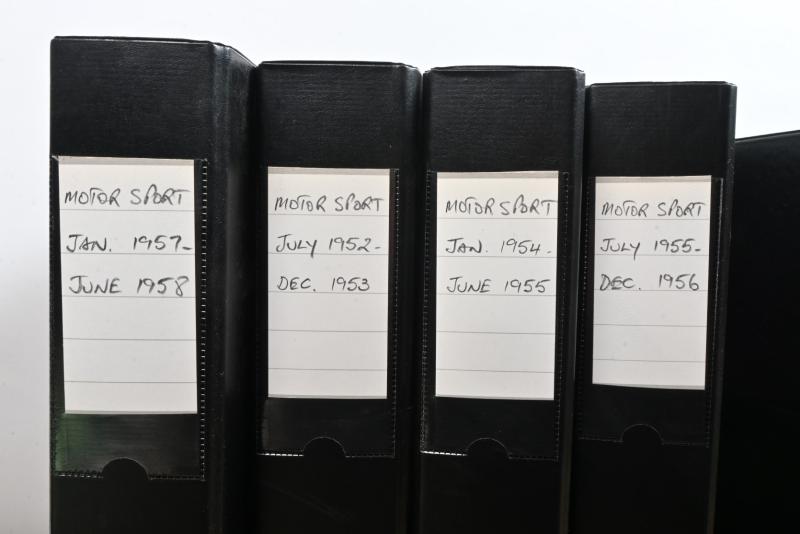 MOTOR SPORT
JAN. 1957-
JUNE 1958
MOTOR SPORT
JULY 1952-
DEC. 1953
MOTOR SPORT
JAN. 1954-
JUNE 1955
MOTOR SPORT
JULY 1955-
DEC. 1956